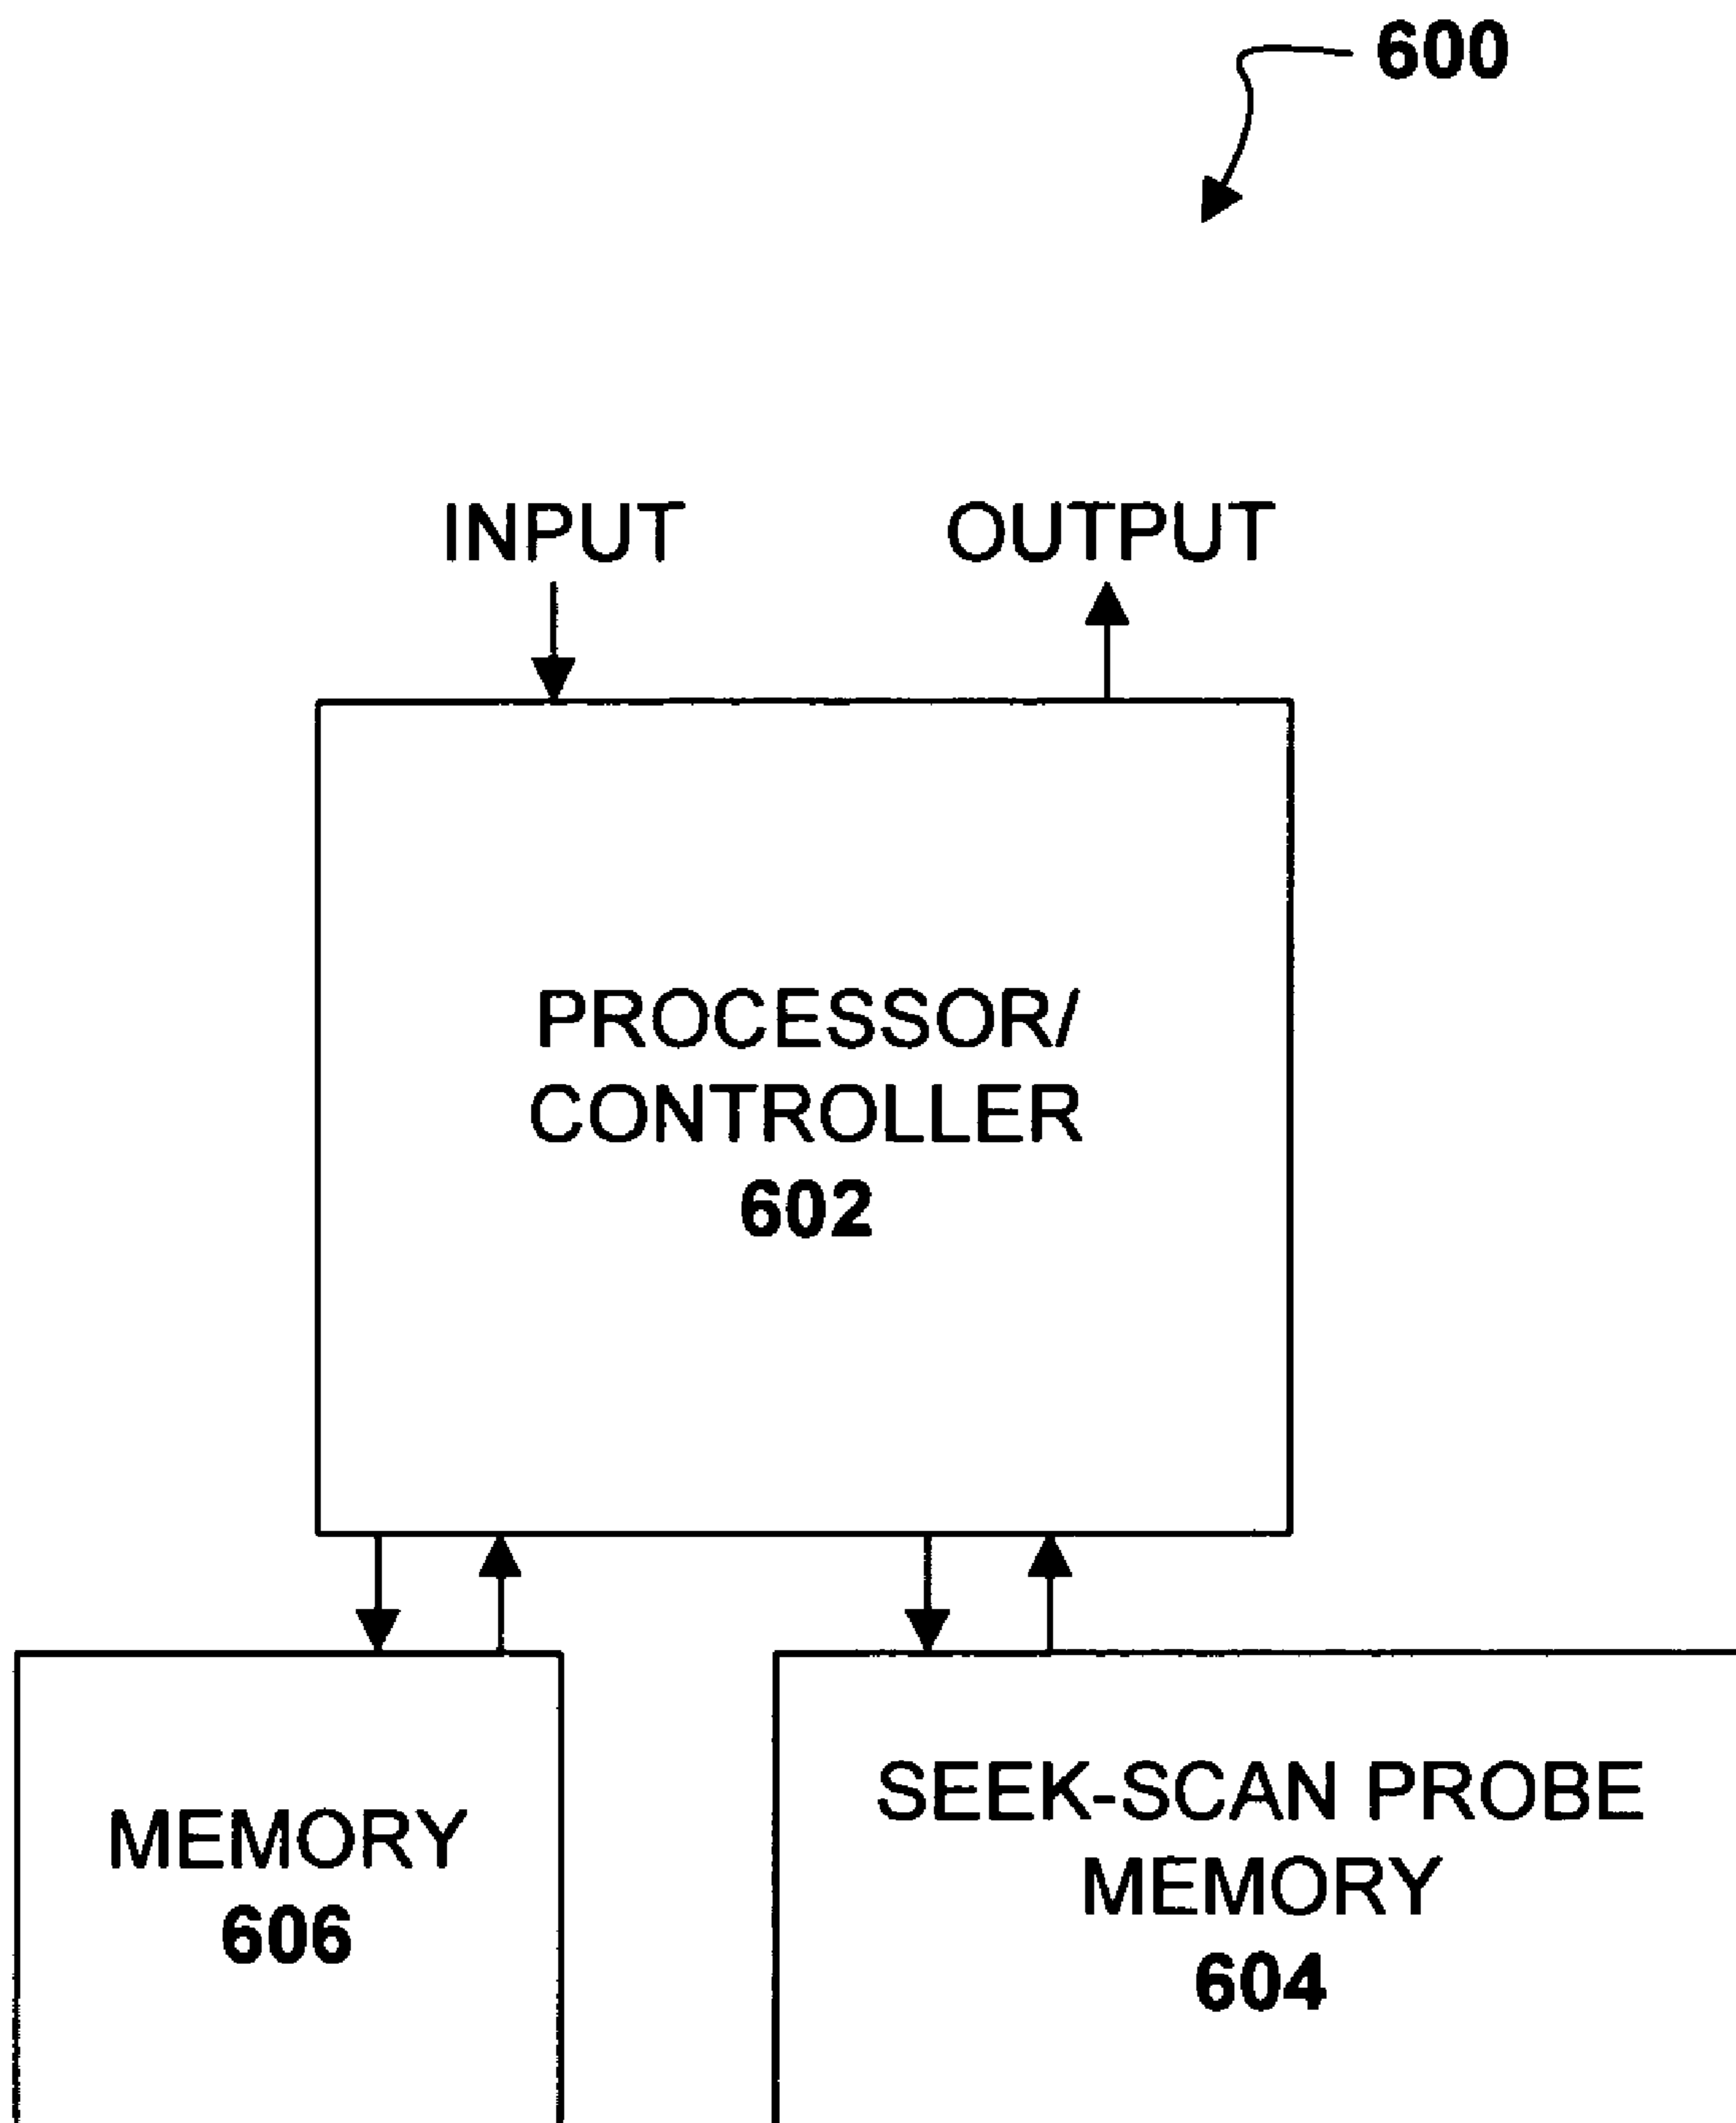 600
INPUT
OUTPUT
PROCESSOR/
CONTROLLER
602
MEMORY
606
SEEK-SCAN PROBE
MEMORY
604